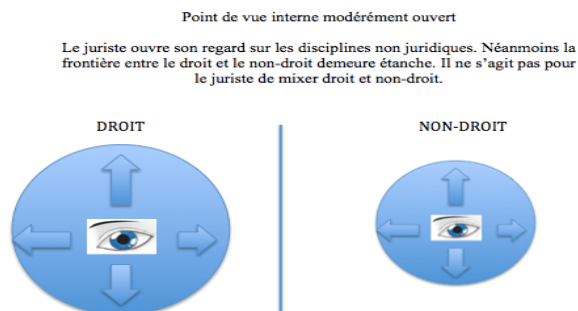 Point de vue interne modérément ouvert
Le juriste ouvre son regard sur les disciplines non juridiques. Néanmoins la
frontière entre le droit et le non-droit demeure étanche. Il ne s’agit pas pour
le juriste de mixer droit et non-droit.
DROIT
NON-DROIT